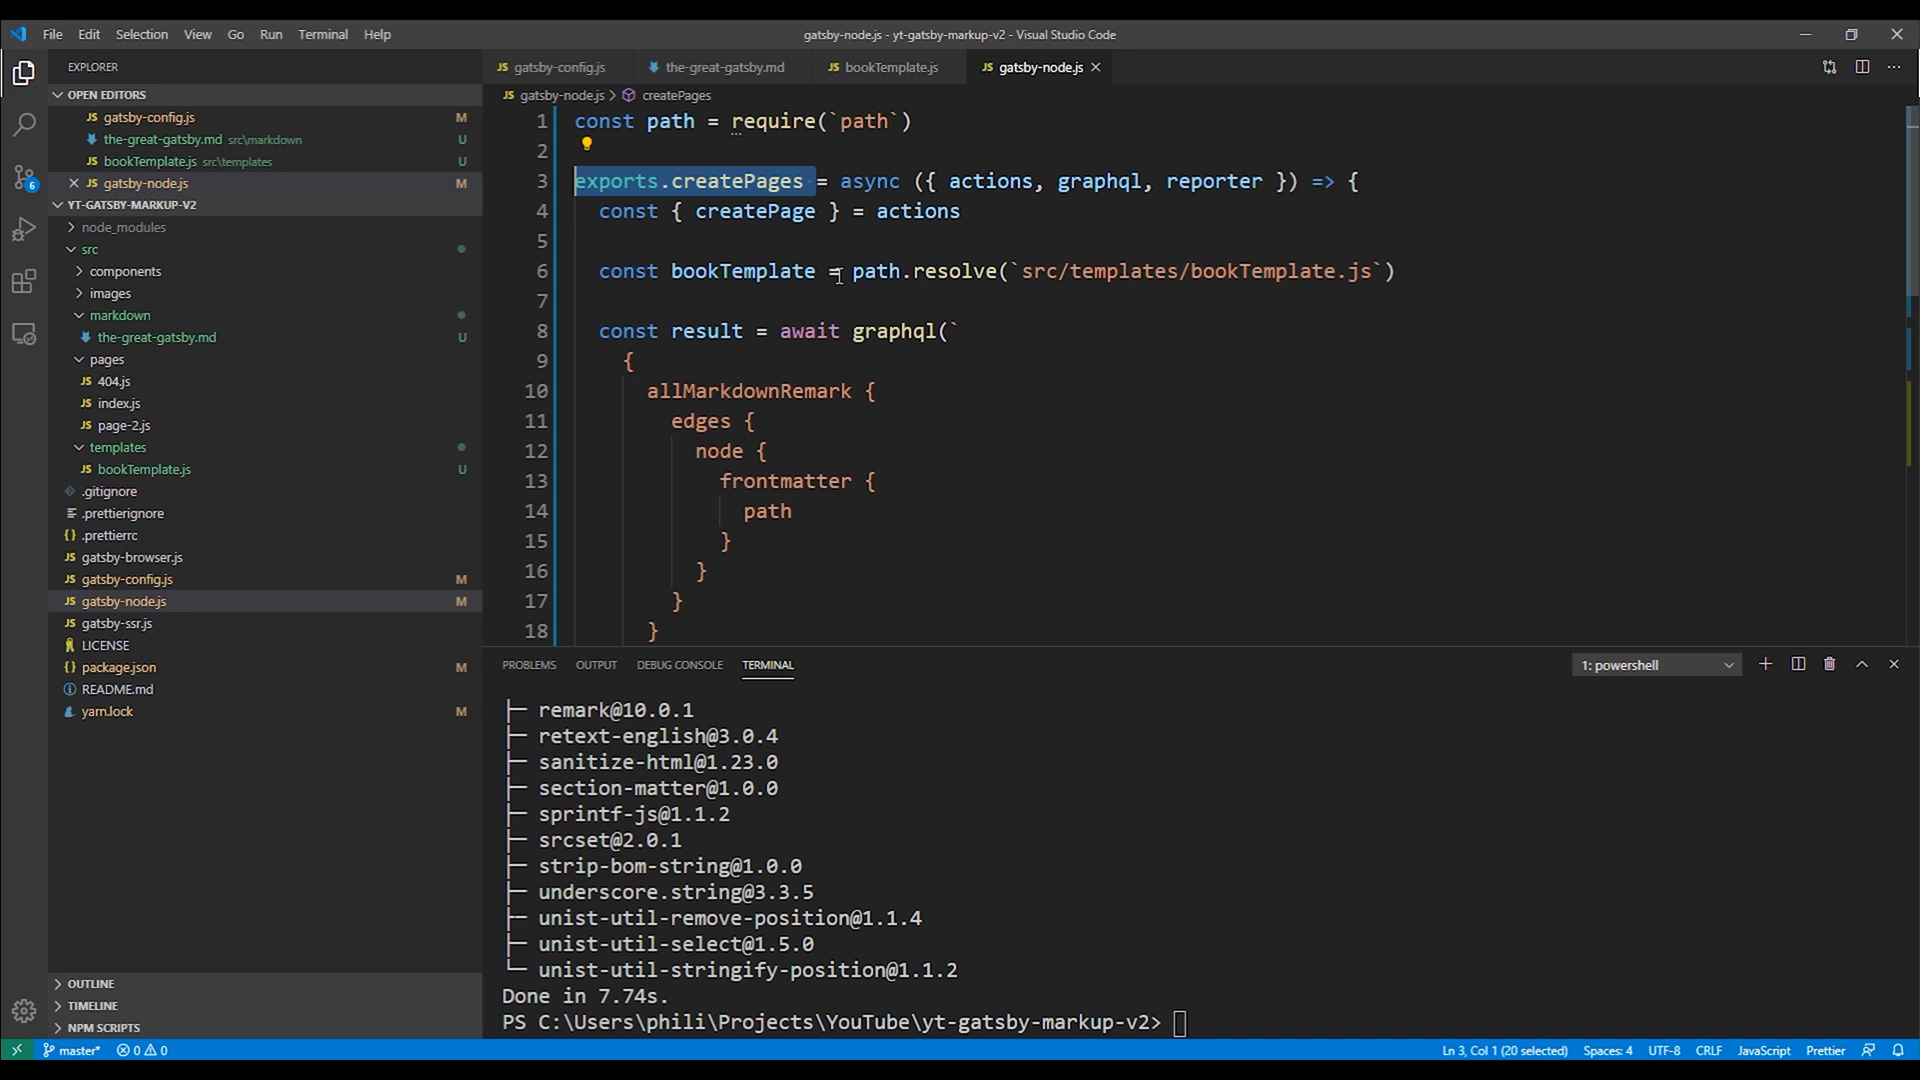 File Edit Selection View Go Run Terminal Help
gatsby-node.js - yt-gatsby-markup-v2 - Visual Studio Code
EXPLORER
OPEN EDITORS
gatsby-config.js M
the-great-gatsby.md src\markdown U
bookTemplate.js src\templates U
gatsby-node.js M
YT-GATSBY-MARKUP-V2
node_modules
src
components
images
markdown
the-great-gatsby.md U
pages
404.js
index.js
page-2.js
templates
bookTemplate.js U
.gitignore
.prettierignore
.prettierrc
gatsby-browser.js
gatsby-config.js M
gatsby-node.js M
gatsby-ssr.js
LICENSE
package.json M
README.md
yarn.lock M
OUTLINE
TIMELINE
NPM SCRIPTS
6
gatsby-config.js the-great-gatsby.md bookTemplate.js gatsby-node.js
gatsby-node.js > createPages
1 const path = require(`path`)
2
3 exports.createPages = async ({ actions, graphql, reporter }) => {
4 const { createPage } = actions
5
6 const bookTemplate = path.resolve(`src/templates/bookTemplate.js`)
7
8 const result = await graphql(`
9 {
10 allMarkdownRemark {
11 edges {
12 node {
13 frontmatter {
14 path
15 }
16 }
17 }
18 }
PROBLEMS OUTPUT DEBUG CONSOLE TERMINAL
1: powershell
├─ remark@10.0.1
├─ retext-english@3.0.4
├─ sanitize-html@1.23.0
├─ section-matter@1.0.0
├─ sprintf-js@1.1.2
├─ srcset@2.0.1
├─ strip-bom-string@1.0.0
├─ underscore.string@3.3.5
├─ unist-util-remove-position@1.1.4
├─ unist-util-select@1.5.0
└─ unist-util-stringify-position@1.1.2
Done in 7.74s.
PS C:\Users\phili\Projects\YouTube\yt-gatsby-markup-v2>
master* 0 0
Ln 3, Col 1 (20 selected) Spaces: 4 UTF-8 CRLF JavaScript Prettier